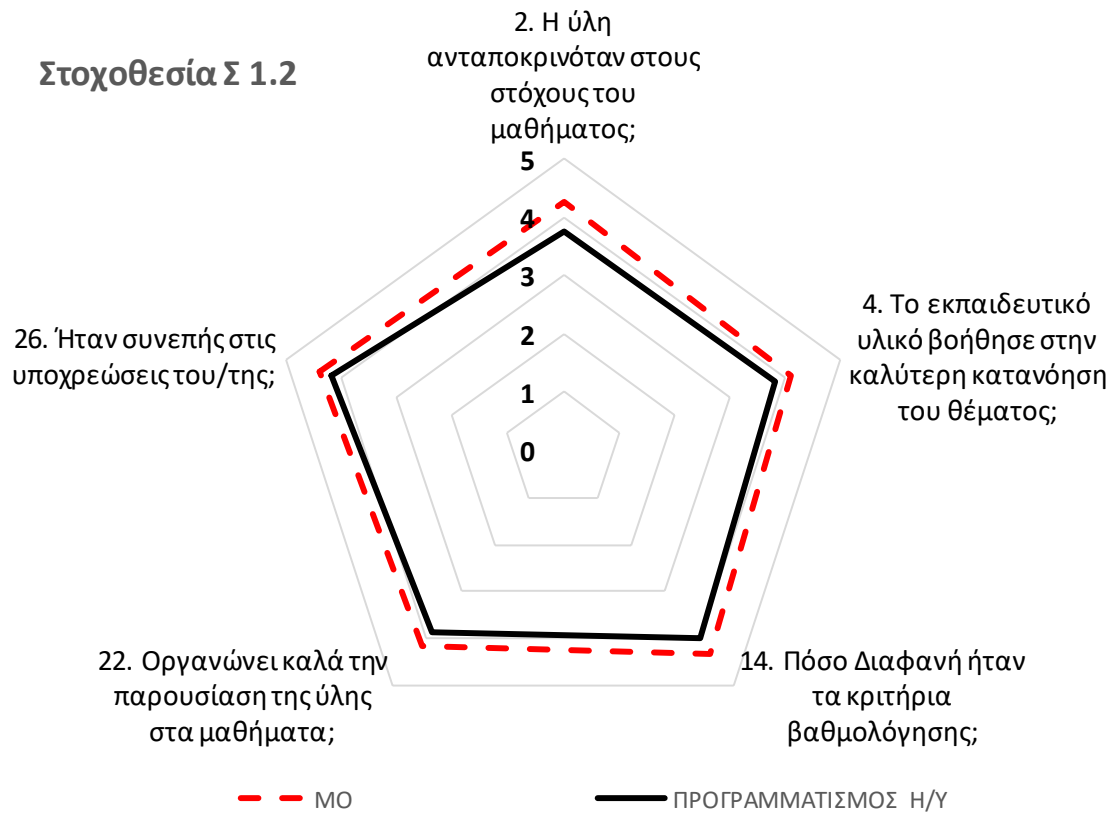 Στοχοθεσία Σ 1.2
2. Η ύλη
ανταποκρινόταν στους
στόχους του
μαθήματος;
5
4
3
2
1
0
4. Το εκπαιδευτικό
υλικό βοήθησε στην
καλύτερη κατανόηση
του θέματος;
14. Πόσο Διαφανή ήταν
τα κριτήρια
βαθμολόγησης;
22. Οργανώνει καλά την
παρουσίαση της ύλης
στα μαθήματα;
26. Ήταν συνεπής στις
υποχρεώσεις του/της;
ΜΟ
ΠΡΟΓΡΑΜΜΑΤΙΣΜΟΣ Η/Υ